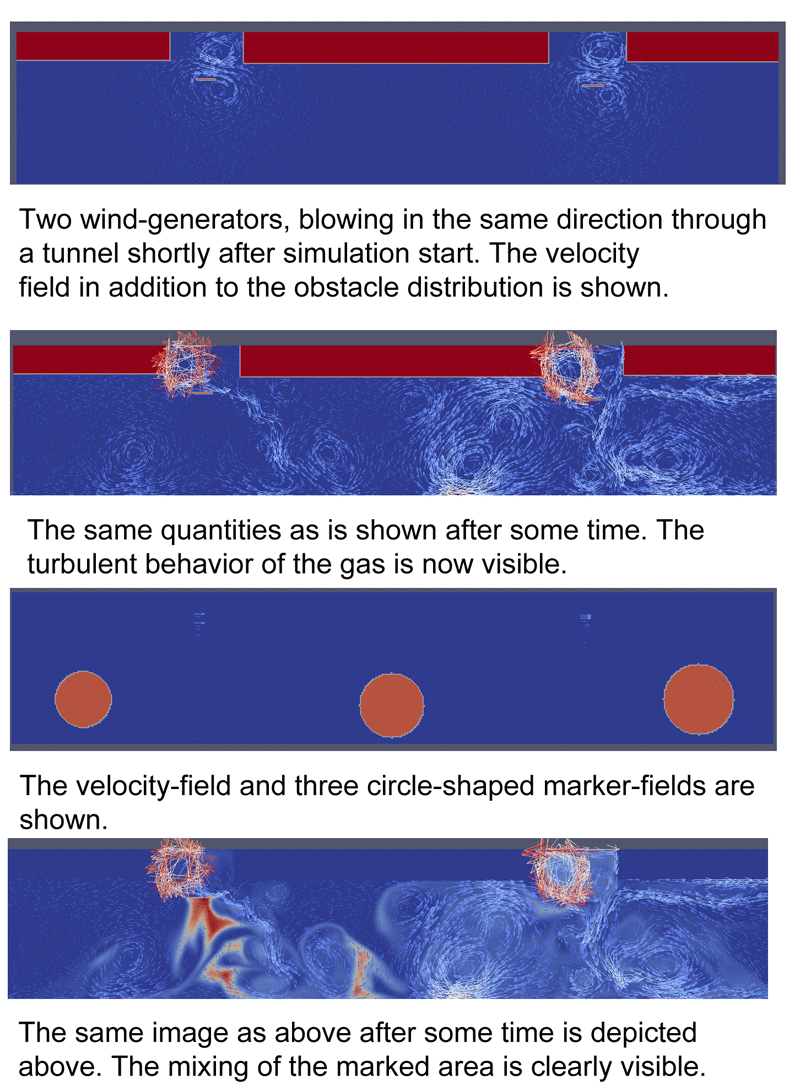 Two wind-generators, blowing in the same direction through
a tunnel shortly after simulation start. The velocity
field in addition to the obstacle distribution is shown.
The same quantities as is shown after some time. The
turbulent behavior of the gas is now visible.
The velocity-field and three circle-shaped marker-fields are
shown.
The same image as above after some time is depicted
above. The mixing of the marked area is clearly visible.